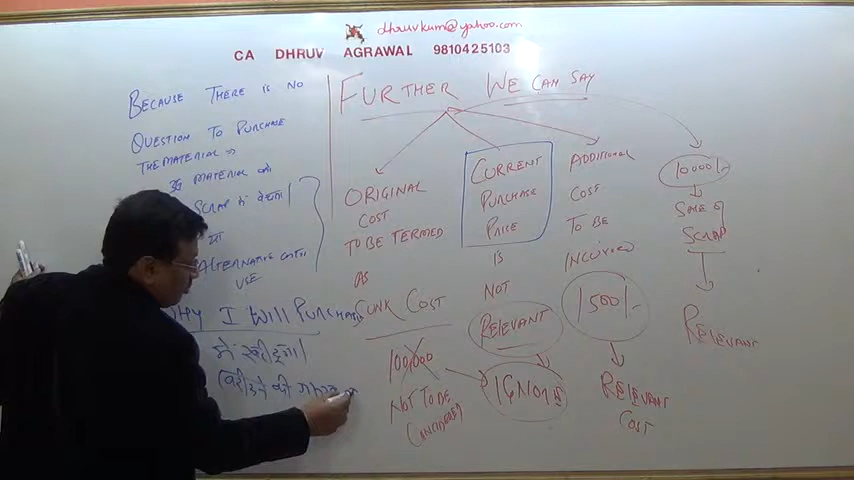 dhruvkum@yahoo.com
CA DHRUV AGRAWAL 9810425103
BECAUSE THERE IS NO
QUESTION TO PURCHASE
THE MATERIAL ⇒
MATERIAL को
SCRAP में बेचना
या
ALTERNATIVE
USE
WHY I WILL PURCHASE
मैं खरीदूंगा
FURTHER WE CAN SAY
ORIGINAL
COST
TO BE TERMED
AS
SUNK COST
100,000
NOT TO BE
CONCIDERED
CURRENT
PURCHASE
PRICE
IS
NOT
RELEVANT
IGNORE
ADDITIONAL
COST
TO BE
INCURRED
1500/-
RELEVANT
COST
10000/-
SALE OF
SCRAP
RELEVANT